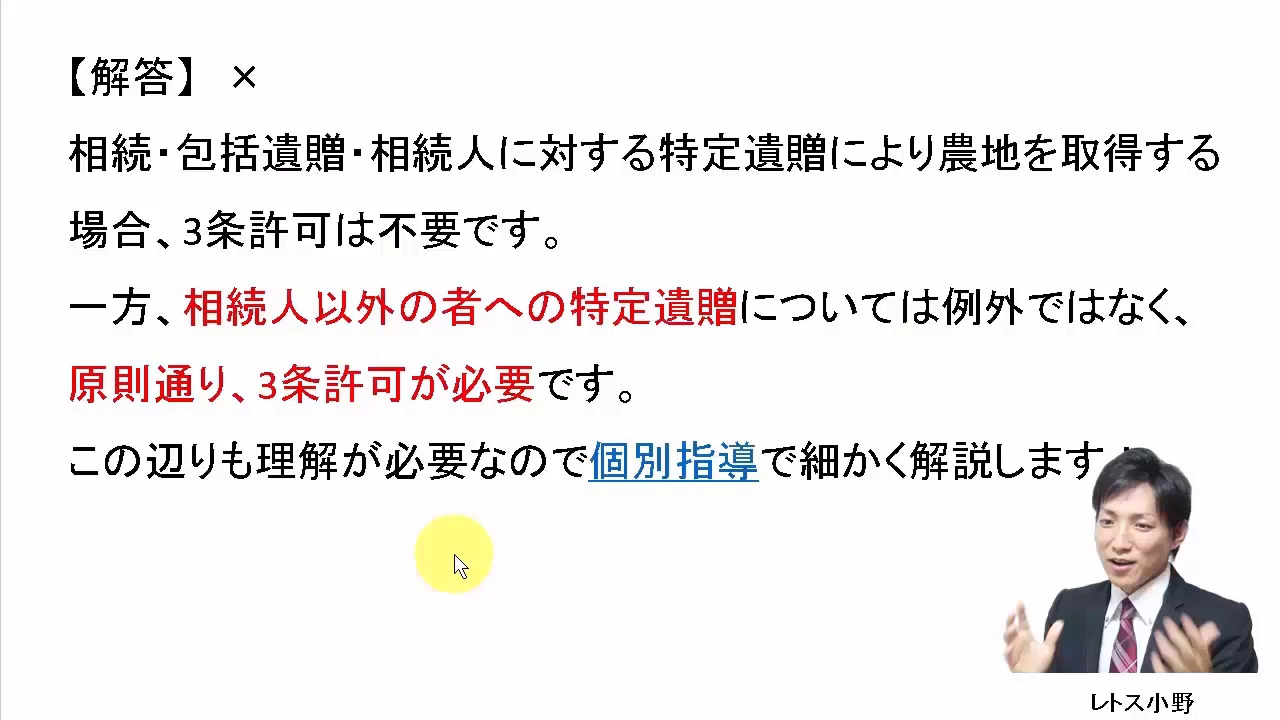 【解答】 ×
相続・包括遺贈・相続人に対する特定遺贈により農地を取得する
場合、3条許可は不要です。
一方、相続人以外の者への特定遺贈については例外ではなく、
原則通り、3条許可が必要です。
この辺りも理解が必要なので個別指導で細かく解説します
レトス小野